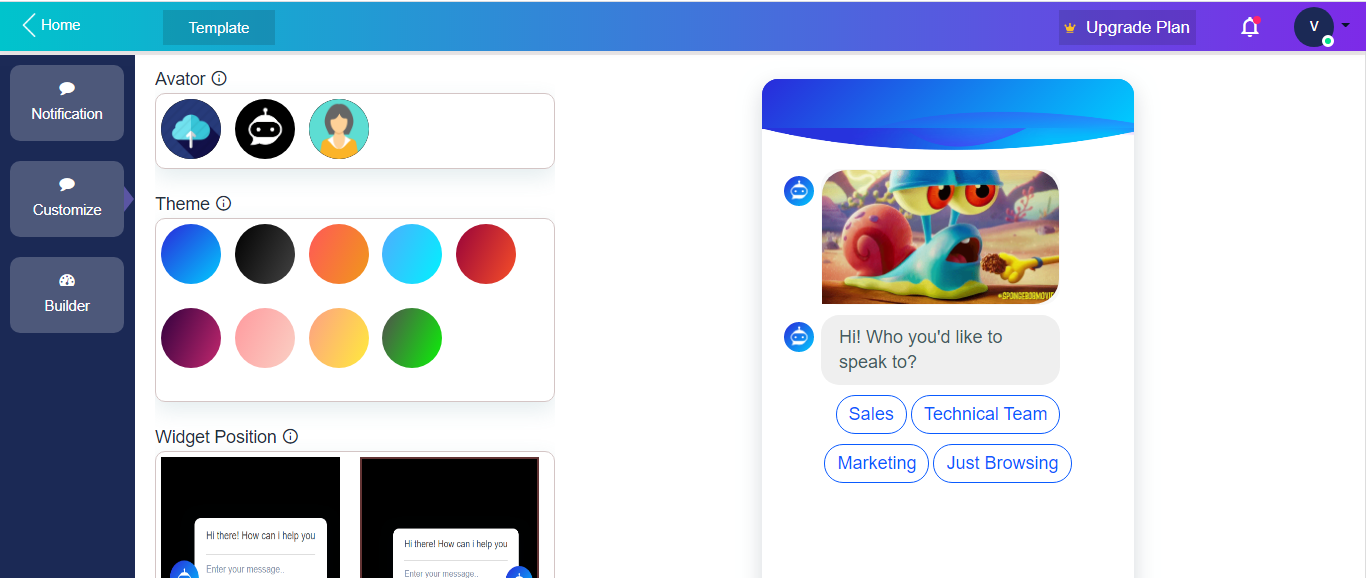 Home
Template
Upgrade Plan
V
Notification
Customize
Builder
Avator
Theme
Widget Position
Hi there! How can i help you
Enter your message..
Hi there! How can i help you
Enter your message..
#SPONGEBOBMOVIE
Hi! Who you'd like to
speak to?
Sales
Technical Team
Marketing
Just Browsing